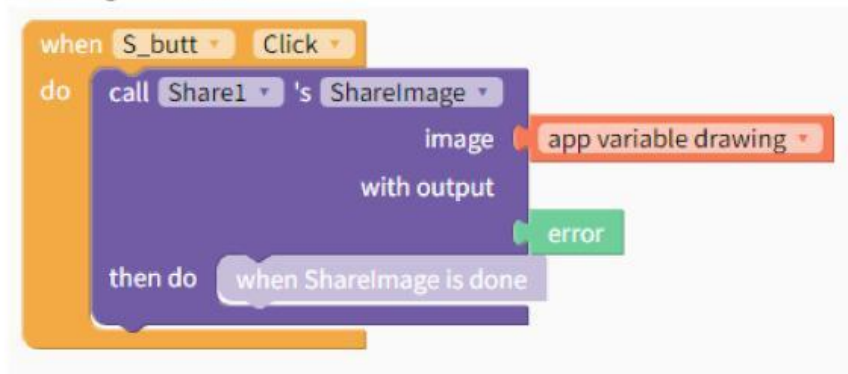 when S_butt Click
do call Share1 's ShareImage
image app variable drawing
with output
error
then do when ShareImage is done